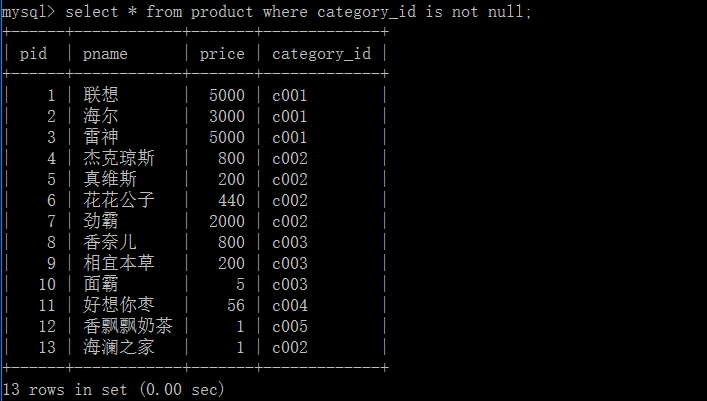 mysql> select * from product where category_id is not null;
+------+------------+-------+-------------+
| pid  | pname      | price | category_id |
+------+------------+-------+-------------+
|    1 | 联想       |  5000 | c001        |
|    2 | 海尔       |  3000 | c001        |
|    3 | 雷神       |  5000 | c001        |
|    4 | 杰克琼斯   |   800 | c002        |
|    5 | 真维斯     |   200 | c002        |
|    6 | 花花公子   |   440 | c002        |
|    7 | 劲霸       |  2000 | c002        |
|    8 | 香奈儿     |   800 | c003        |
|    9 | 相宜本草   |   200 | c003        |
|   10 | 面霸       |     5 | c003        |
|   11 | 好想你枣   |    56 | c004        |
|   12 | 香飘飘奶茶 |     1 | c005        |
|   13 | 海澜之家   |     1 | c002        |
+------+------------+-------+-------------+
13 rows in set (0.00 sec)